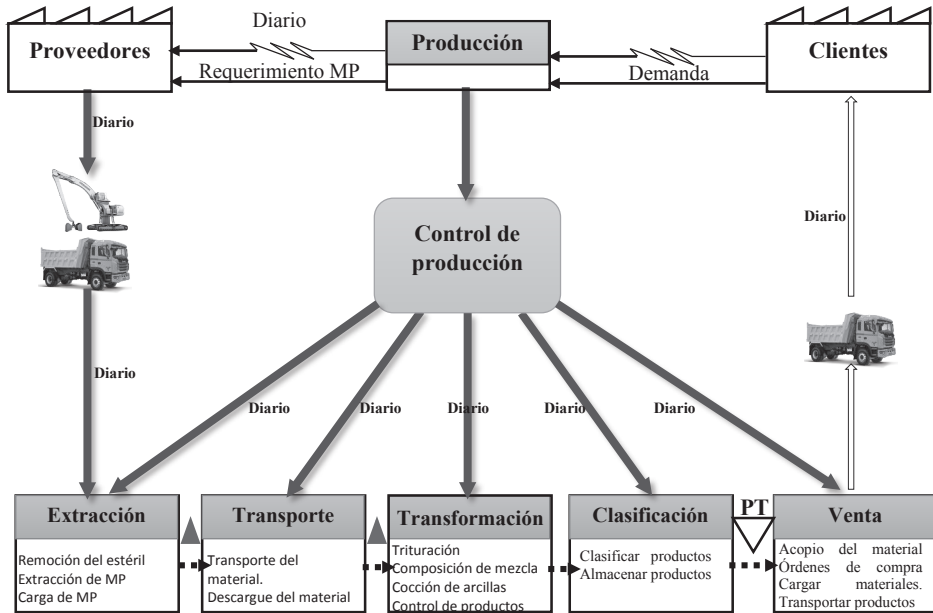 Proveedores
Diario
Requerimiento MP
Producción
Demanda
Clientes
Diario
Control de
producción
Diario
Diario
Diario
Diario
Diario
Diario
Diario
Diario
Extracción
Remoción del estéril
Extracción de MP
Carga de MP
Transporte
Transporte del
material.
Descargue del material
Transformación
Trituración
Composición de mezcla
Cocción de arcillas
Control de productos
Clasificación
Clasificar productos
Almacenar productos
PT
Venta
Acopio del material
Órdenes de compra
Cargar materiales.
Transportar productos